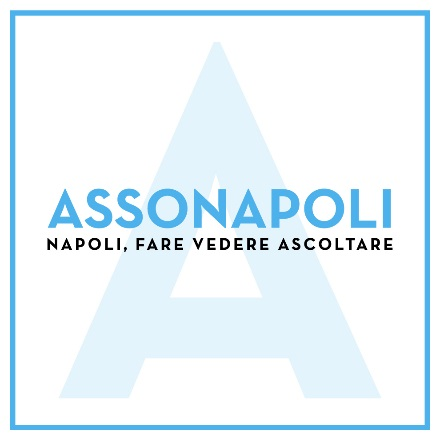 ASSONAPOLI
NAPOLI, FARE VEDERE ASCOLTARE